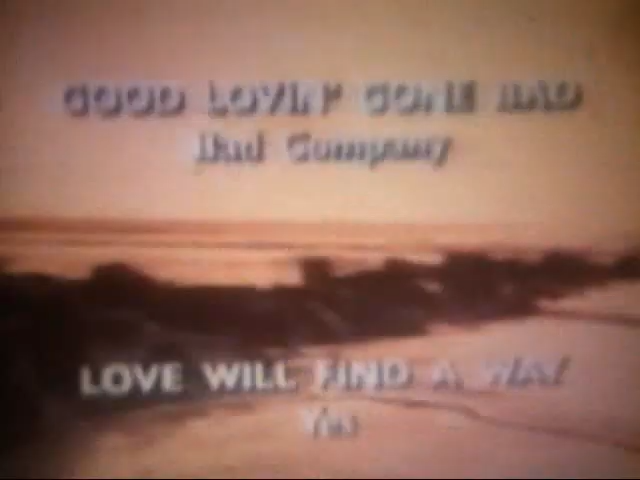 GOOD LOVIN' GONE BAD
Bad Company
LOVE WILL FIND A WAY
Yes